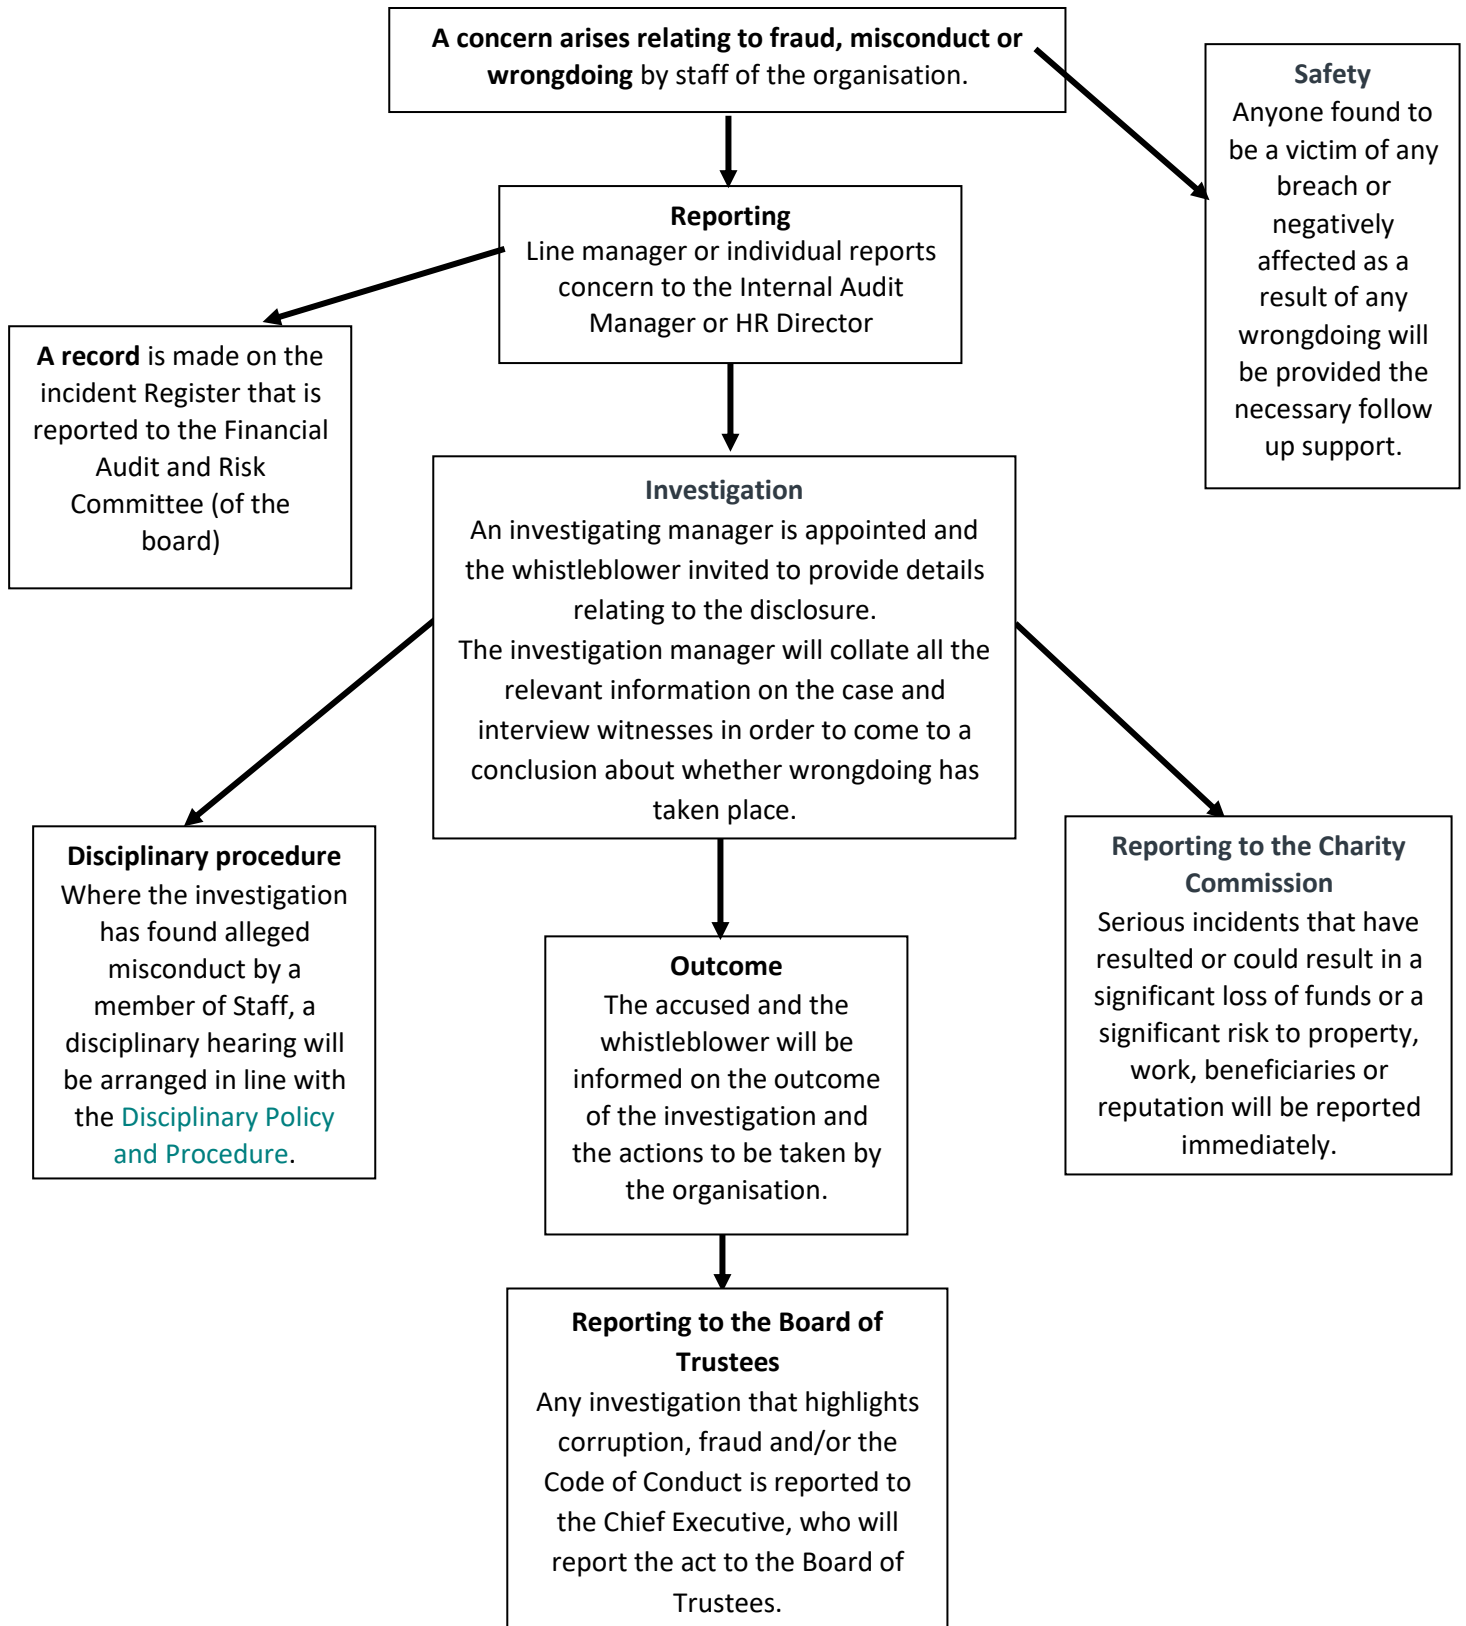 A concern arises relating to fraud, misconduct or
wrongdoing by staff of the organisation.
Safety
Anyone found to
be a victim of any
breach or
negatively
affected as a
result of any
wrongdoing will
be provided the
necessary follow
up support.
Reporting
Line manager or individual reports
concern to the Internal Audit
Manager or HR Director
A record is made on the
incident Register that is
reported to the Financial
Audit and Risk
Committee (of the
board)
Investigation
An investigating manager is appointed and
the whistleblower invited to provide details
relating to the disclosure.
The investigation manager will collate all the
relevant information on the case and
interview witnesses in order to come to a
conclusion about whether wrongdoing has
taken place.
Disciplinary procedure
Where the investigation
has found alleged
misconduct by a
member of Staff, a
disciplinary hearing will
be arranged in line with
the Disciplinary Policy
and Procedure.
Outcome
The accused and the
whistleblower will be
informed on the outcome
of the investigation and
the actions to be taken by
the organisation.
Reporting to the Charity
Commission
Serious incidents that have
resulted or could result in a
significant loss of funds or a
significant risk to property,
work, beneficiaries or
reputation will be reported
immediately.
Reporting to the Board of
Trustees
Any investigation that highlights
corruption, fraud and/or the
Code of Conduct is reported to
the Chief Executive, who will
report the act to the Board of
Trustees.